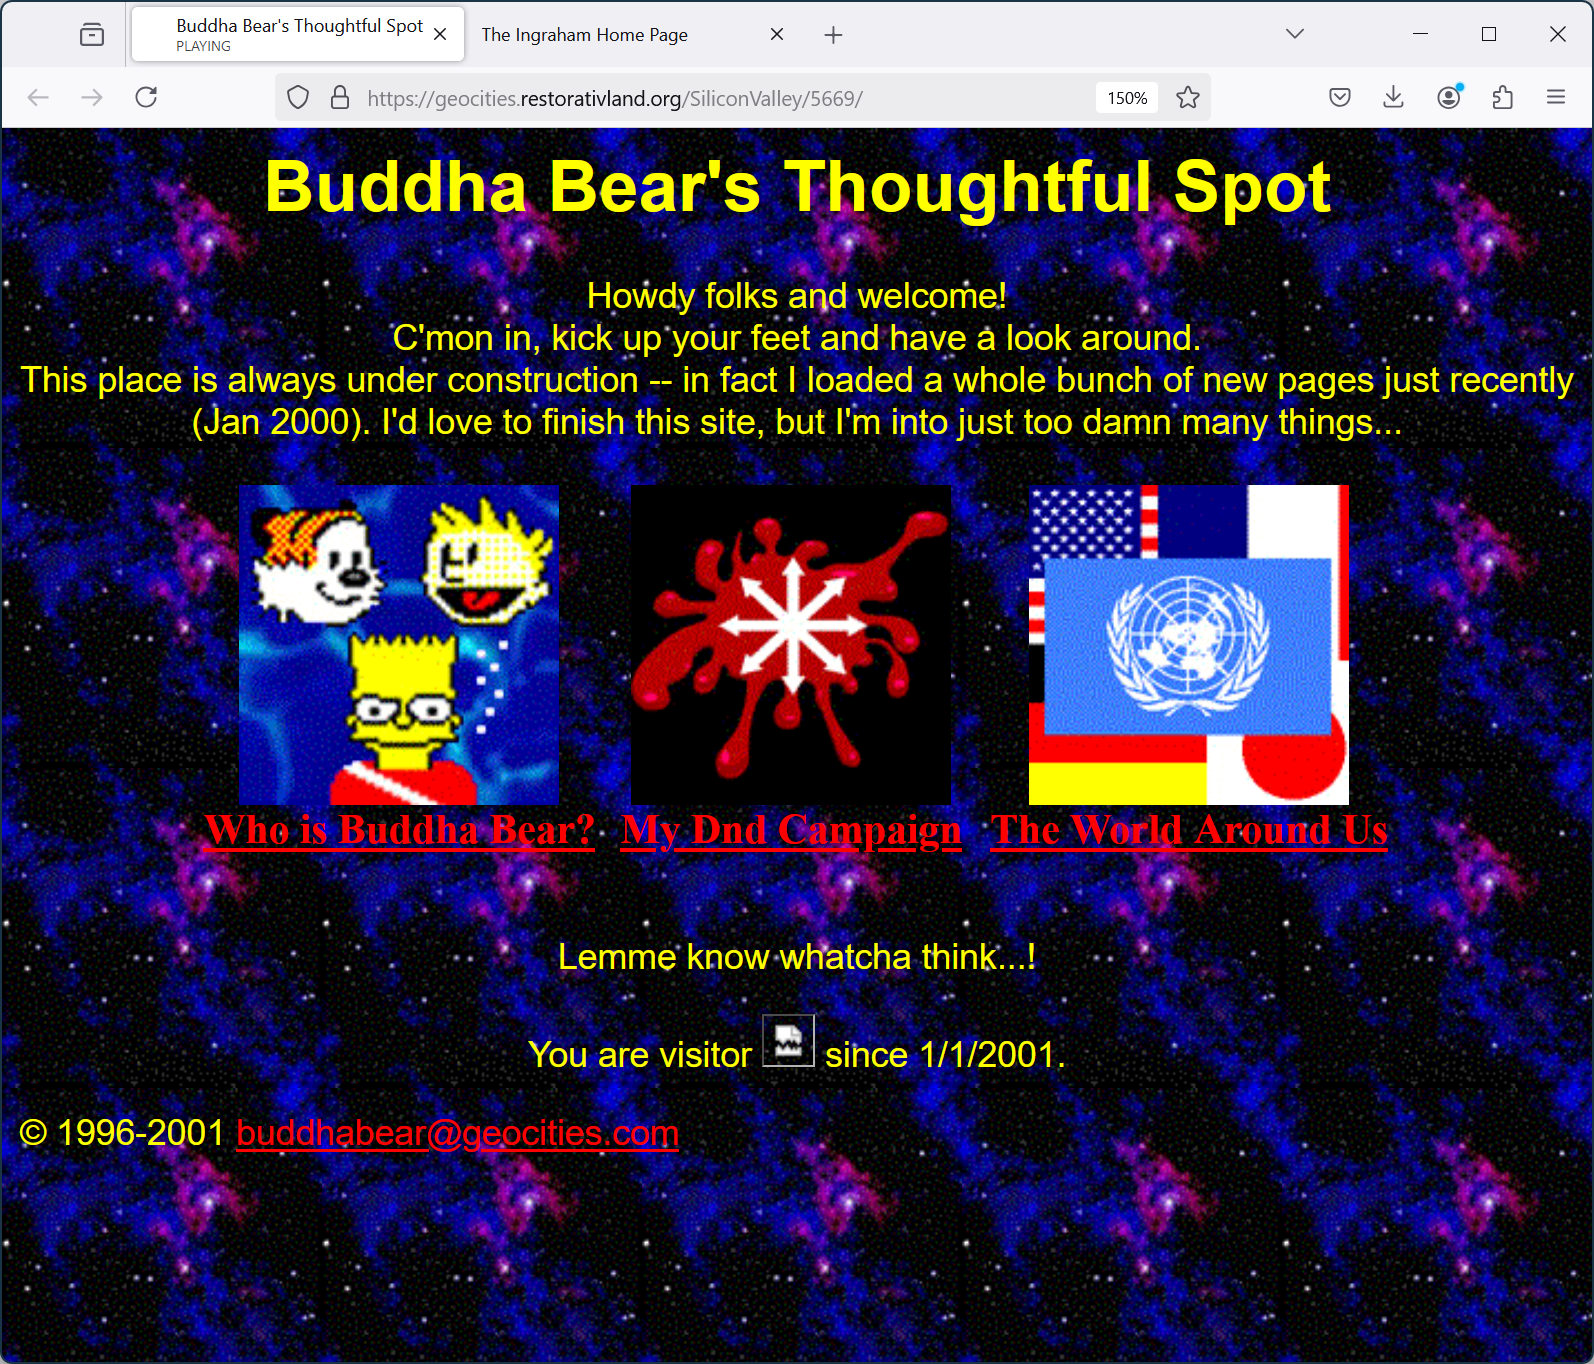 Buddha Bear's Thoughtful Spot
PLAYING
The Ingraham Home Page
https://geocities.restorativland.org/SiliconValley/5669/
150%
Buddha Bear's Thoughtful Spot
Howdy folks and welcome!
C'mon in, kick up your feet and have a look around.
This place is always under construction -- in fact I loaded a whole bunch of new pages just recently
(Jan 2000). I'd love to finish this site, but I'm into just too damn many things...
Who is Buddha Bear?
My Dnd Campaign
The World Around Us
Lemme know whatcha think...!
You are visitor since 1/1/2001.
© 1996-2001 buddhabear@geocities.com